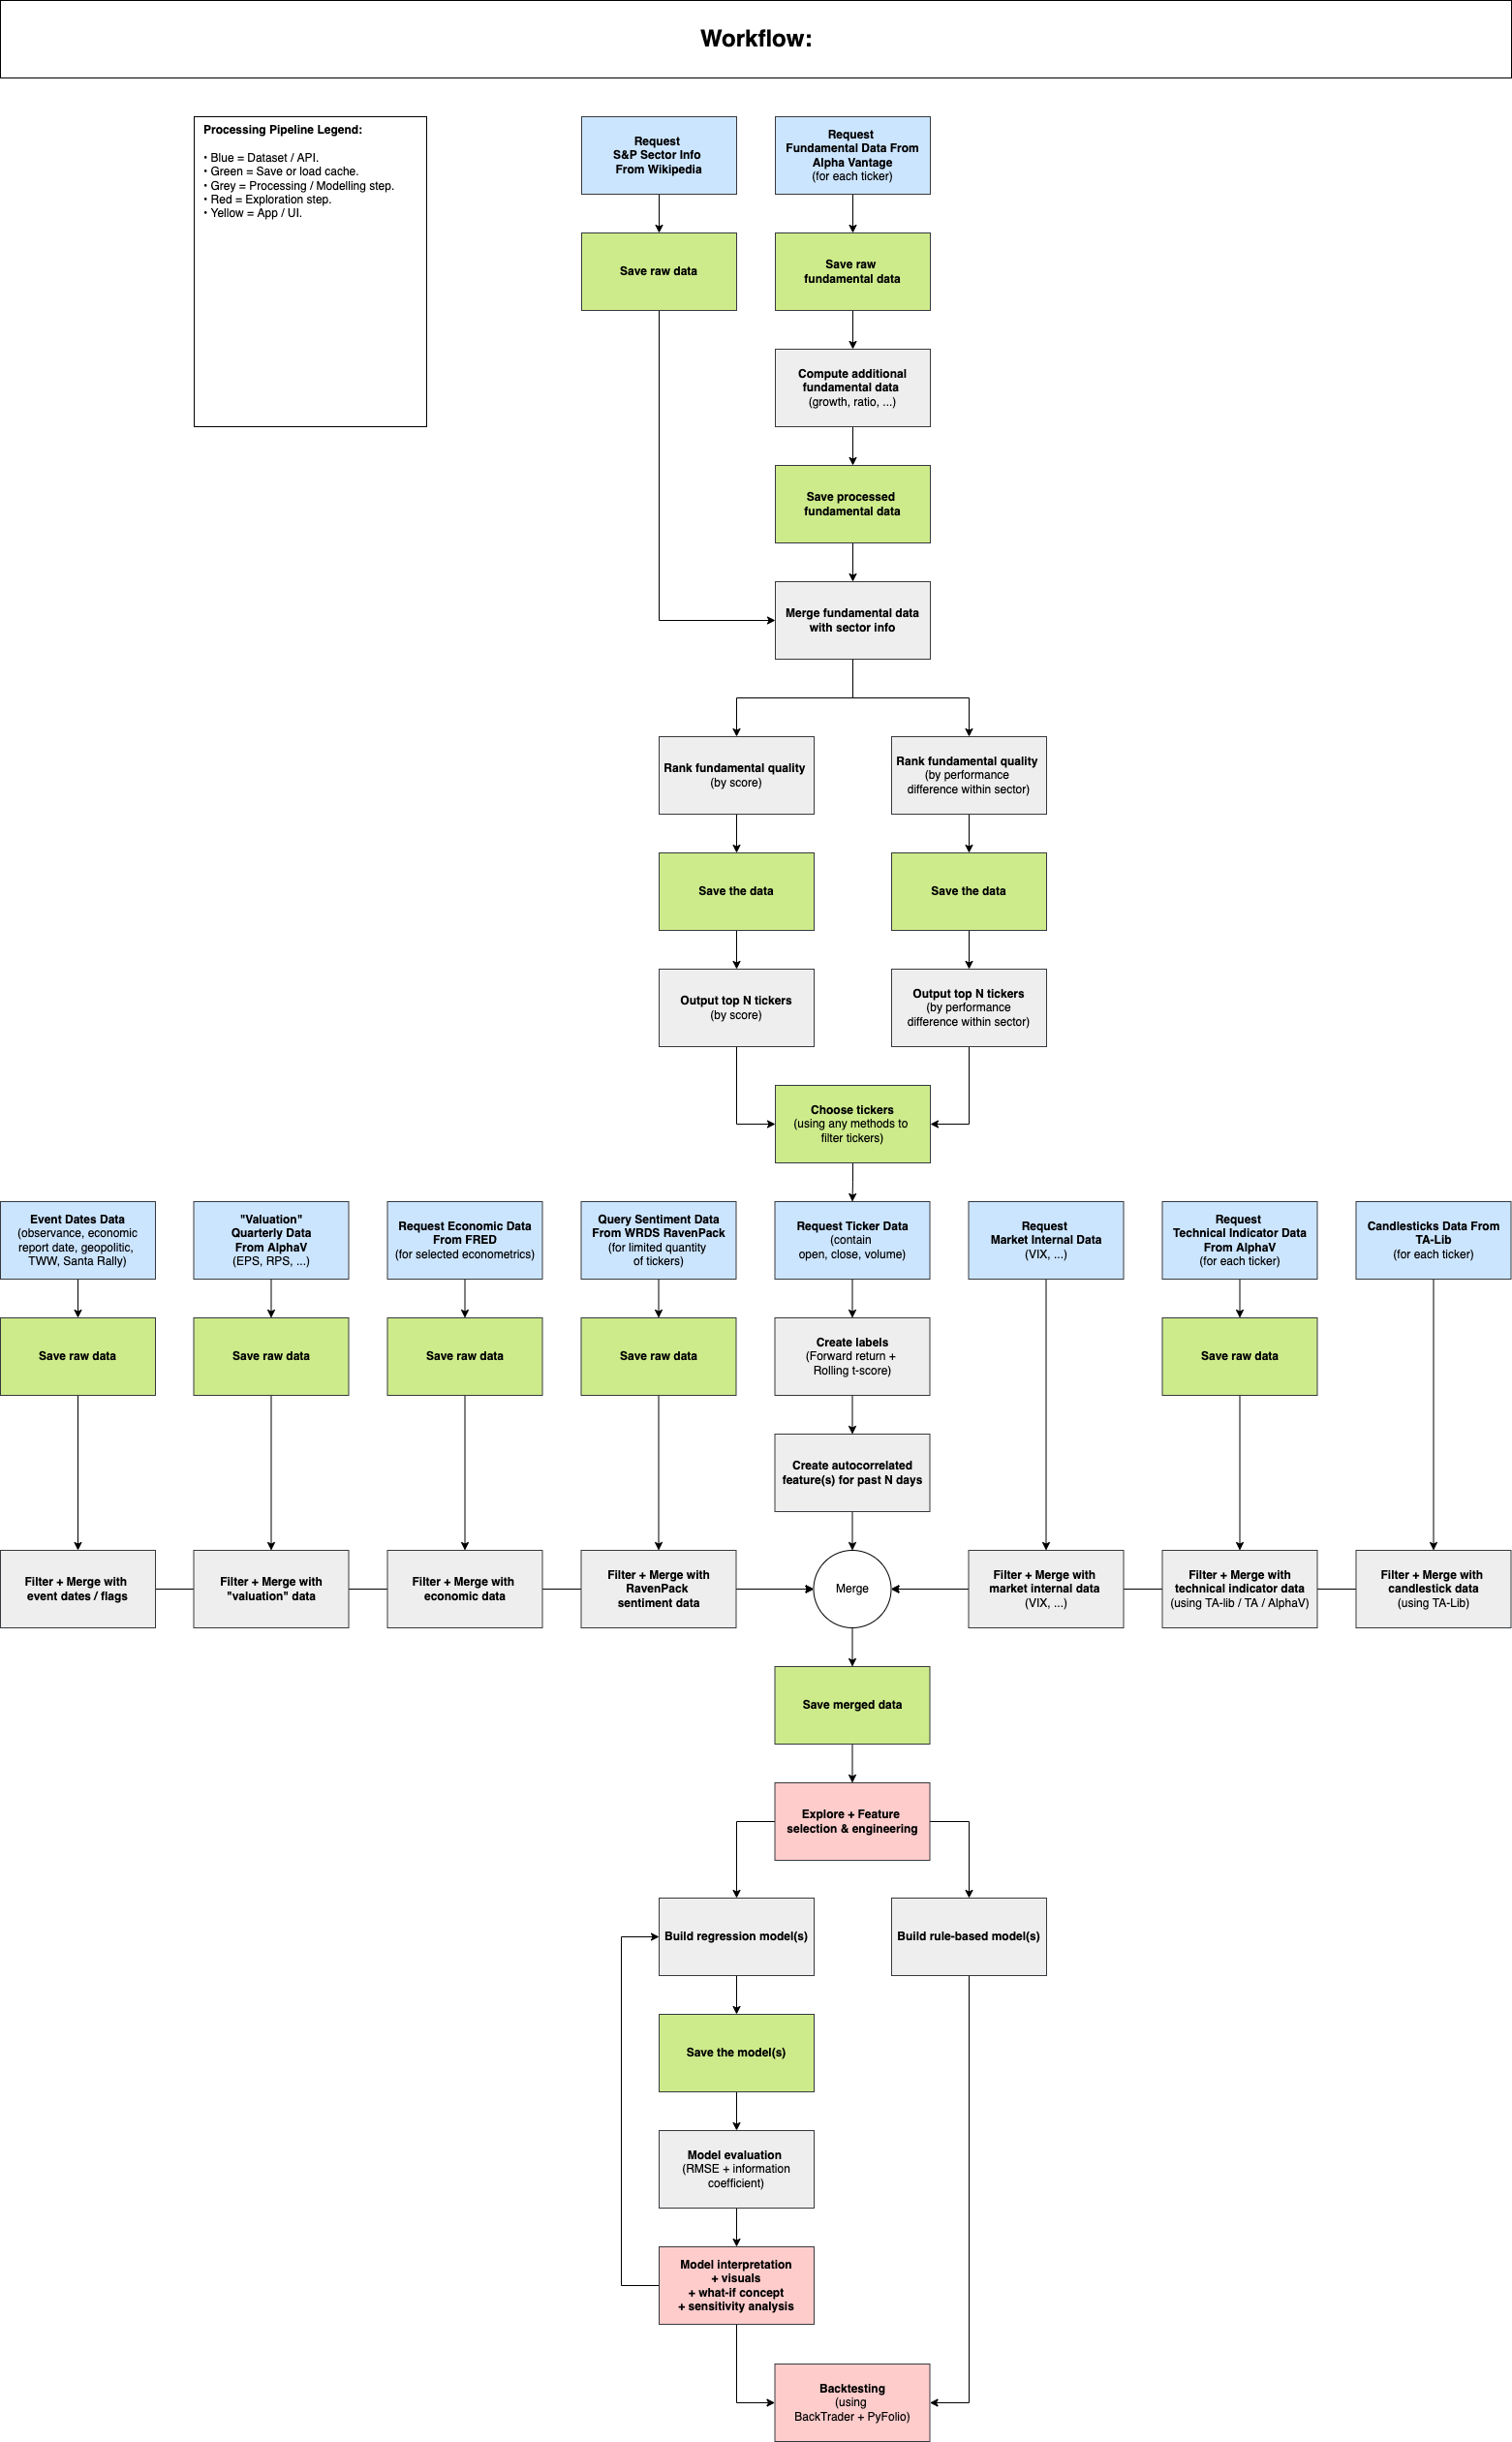 Workflow:
Processing Pipeline Legend:
• Blue = Dataset / API.
• Green = Save or load cache.
• Grey = Processing / Modelling step.
• Red = Exploration step.
• Yellow = App / UI.
Request
S&P Sector Info
From Wikipedia
Request
Fundamental Data From
Alpha Vantage
(for each ticker)
Save raw data
Save raw
fundamental data
Compute additional
fundamental data
(growth, ratio, ...)
Save processed
fundamental data
Merge fundamental data
with sector info
Rank fundamental quality
(by score)
Rank fundamental quality
(by performance
difference within sector)
Save the data
Save the data
Output top N tickers
(by score)
Output top N tickers
(by performance
difference within sector)
Choose tickers
(using any methods to
filter tickers)
Event Dates Data
(observance, economic
report date, geopolitic,
TWW, Santa Rally)
"Valuation"
Quarterly Data
From AlphaV
(EPS, RPS, ...)
Request Economic Data
From FRED
(for selected econometrics)
Query Sentiment Data
From WRDS RavenPack
(for limited quantity
of tickers)
Request Ticker Data
(contain
open, close, volume)
Request
Market Internal Data
(VIX, ...)
Request
Technical Indicator Data
From AlphaV
(for each ticker)
Candlesticks Data From
TA-Lib
(for each ticker)
Save raw data
Save raw data
Save raw data
Save raw data
Create labels
(Forward return +
Rolling t-score)
Save raw data
Create autocorrelated
feature(s) for past N days
Filter + Merge with
event dates / flags
Filter + Merge with
"valuation" data
Filter + Merge with
economic data
Filter + Merge with
RavenPack
sentiment data
Merge
Filter + Merge with
market internal data
(VIX, ...)
Filter + Merge with
technical indicator data
(using TA-lib / TA / AlphaV)
Filter + Merge with
candlestick data
(using TA-Lib)
Save merged data
Explore + Feature
selection & engineering
Build regression model(s)
Build rule-based model(s)
Save the model(s)
Model evaluation
(RMSE + information
coefficient)
Model interpretation
+ visuals
+ what-if concept
+ sensitivity analysis
Backtesting
(using
BackTrader + PyFolio)